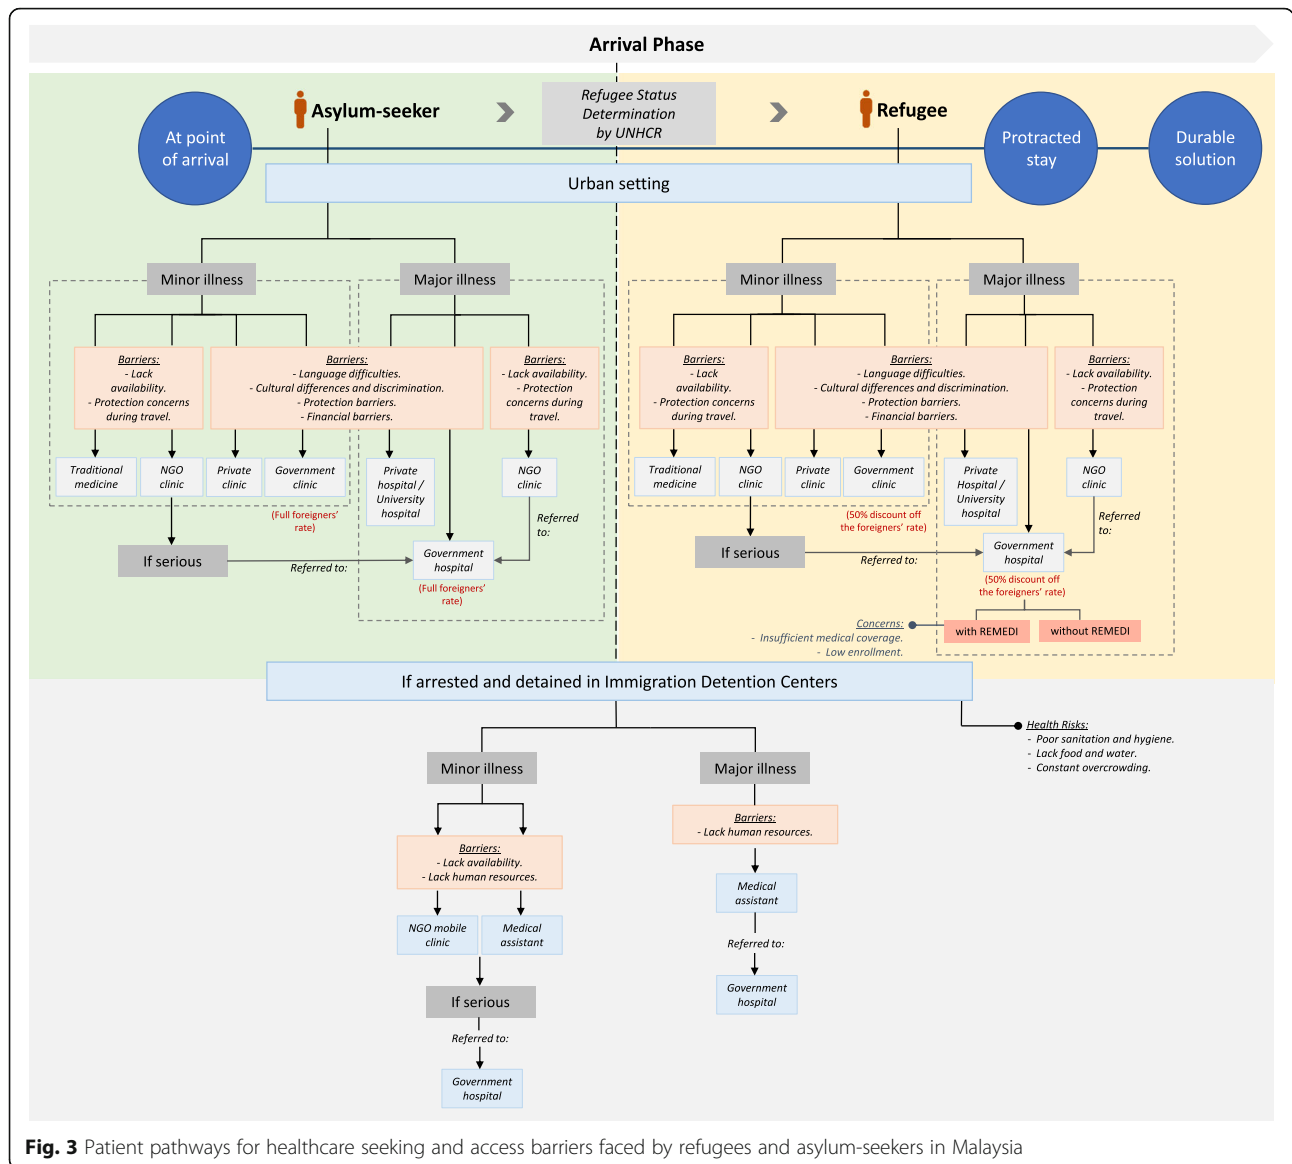 Arrival Phase
At point
of arrival
Asylum-seeker
Refugee Status
Determination
by UNHCR
Refugee
Protracted
stay
Durable
solution
Urban setting
Minor illness
Major illness
Barriers:
- Lack
availability.
- Protection concerns
during travel.
Barriers:
- Language difficulties.
- Cultural differences and discrimination.
- Protection barriers.
- Financial barriers.
Barriers:
- Lack availability.
- Protection
concerns during
travel.
Traditional
medicine
NGO
clinic
Private
clinic
Government
clinic
(Full foreigners'
rate)
Private
hospital /
University
hospital
NGO
clinic
Referred
to:
If serious
Referred to:
Government
hospital
(Full foreigners'
rate)
Minor illness
Major illness
Barriers:
- Lack
availability.
- Protection concerns
during travel.
Barriers:
- Language difficulties.
- Cultural differences and discrimination.
- Protection barriers.
- Financial barriers.
Barriers:
- Lack availability.
- Protection
concerns during
travel.
Traditional
medicine
NGO
clinic
Private
clinic
Government
clinic
(50% discount off
the foreigners' rate)
Private
Hospital /
University
hospital
NGO
clinic
Referred
to:
If serious
Referred to:
Government
hospital
(50% discount off
the foreigners' rate)
with REMEDI
without REMEDI
Concerns:
- Insufficient medical coverage.
- Low enrollment.
If arrested and detained in Immigration Detention Centers
Health Risks:
- Poor sanitation and hygiene.
- Lack food and water.
- Constant overcrowding.
Minor illness
Barriers:
- Lack availability.
- Lack human resources.
NGO mobile
clinic
Medical
assistant
If serious
Referred to:
Government
hospital
Major illness
Barriers:
- Lack human resources.
Medical
assistant
Referred to:
Government
hospital
Fig. 3 Patient pathways for healthcare seeking and access barriers faced by refugees and asylum-seekers in Malaysia